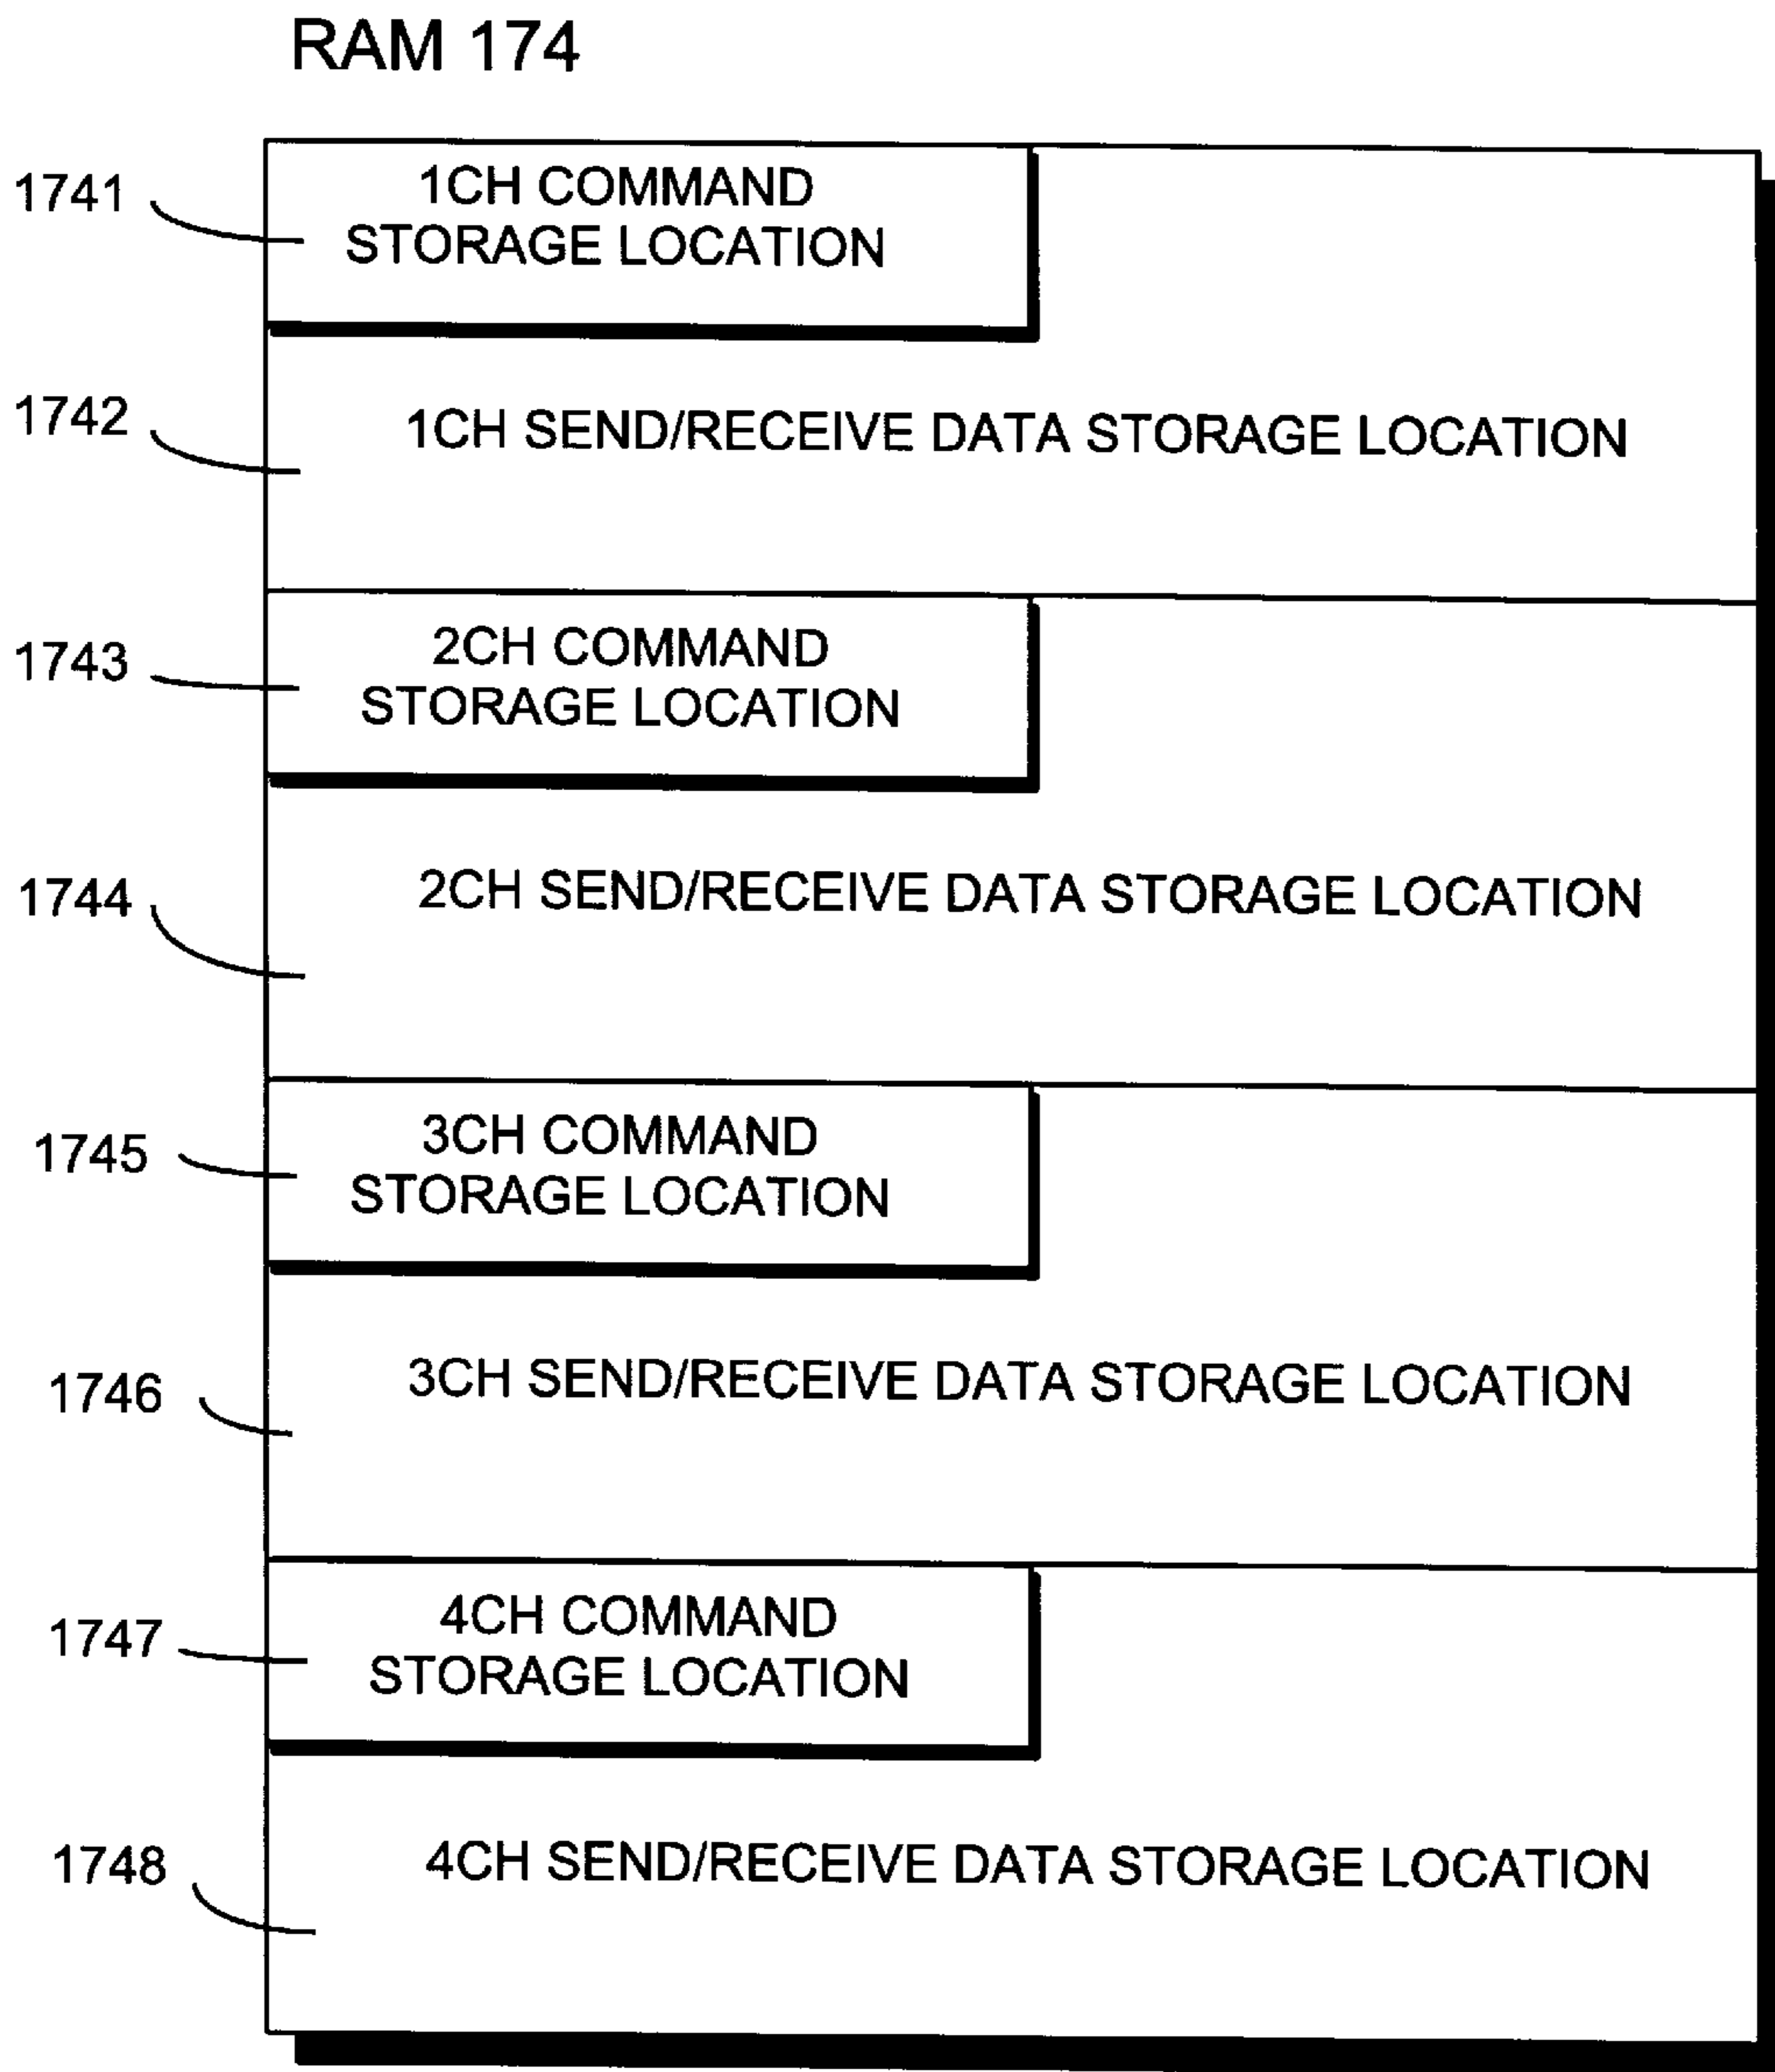 RAM 174
1741
1CH COMMAND
STORAGE LOCATION
1742
1CH SEND/RECEIVE DATA STORAGE LOCATION
1743
2CH COMMAND
STORAGE LOCATION
1744
2CH SEND/RECEIVE DATA STORAGE LOCATION
1745
3CH COMMAND
STORAGE LOCATION
1746
3CH SEND/RECEIVE DATA STORAGE LOCATION
1747
4CH COMMAND
STORAGE LOCATION
1748
4CH SEND/RECEIVE DATA STORAGE LOCATION